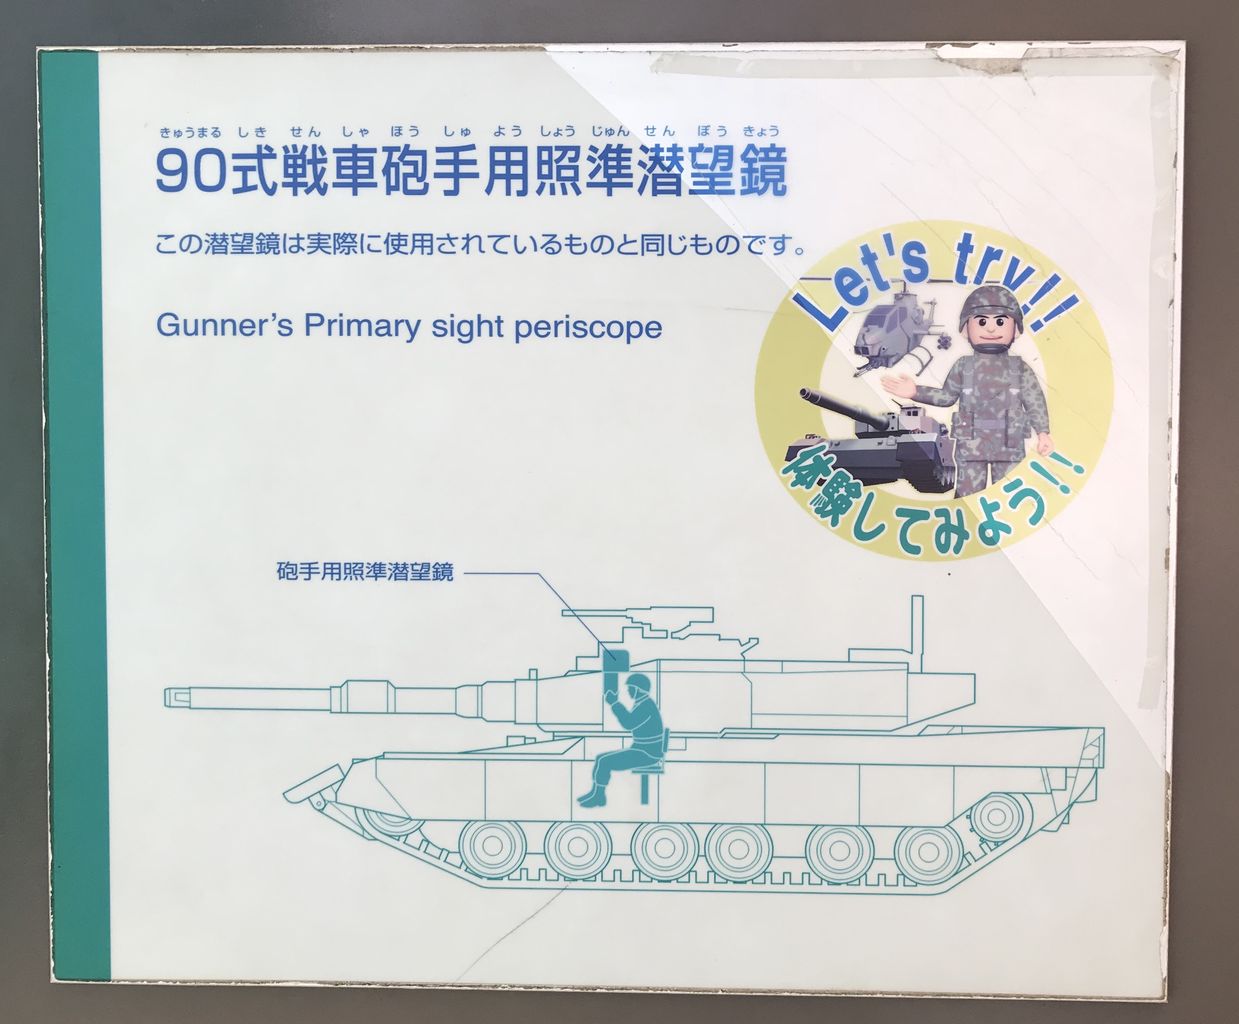 きゅうまる しき せん しゃ ほう しゅ よう しょう じゅん せん ぼう きょう
90式戦車砲手用照準潜望鏡
この潜望鏡は実際に使用されているものと同じものです。
Gunner's Primary sight periscope
Let's try!!
体験してみよう!!
砲手用照準潜望鏡